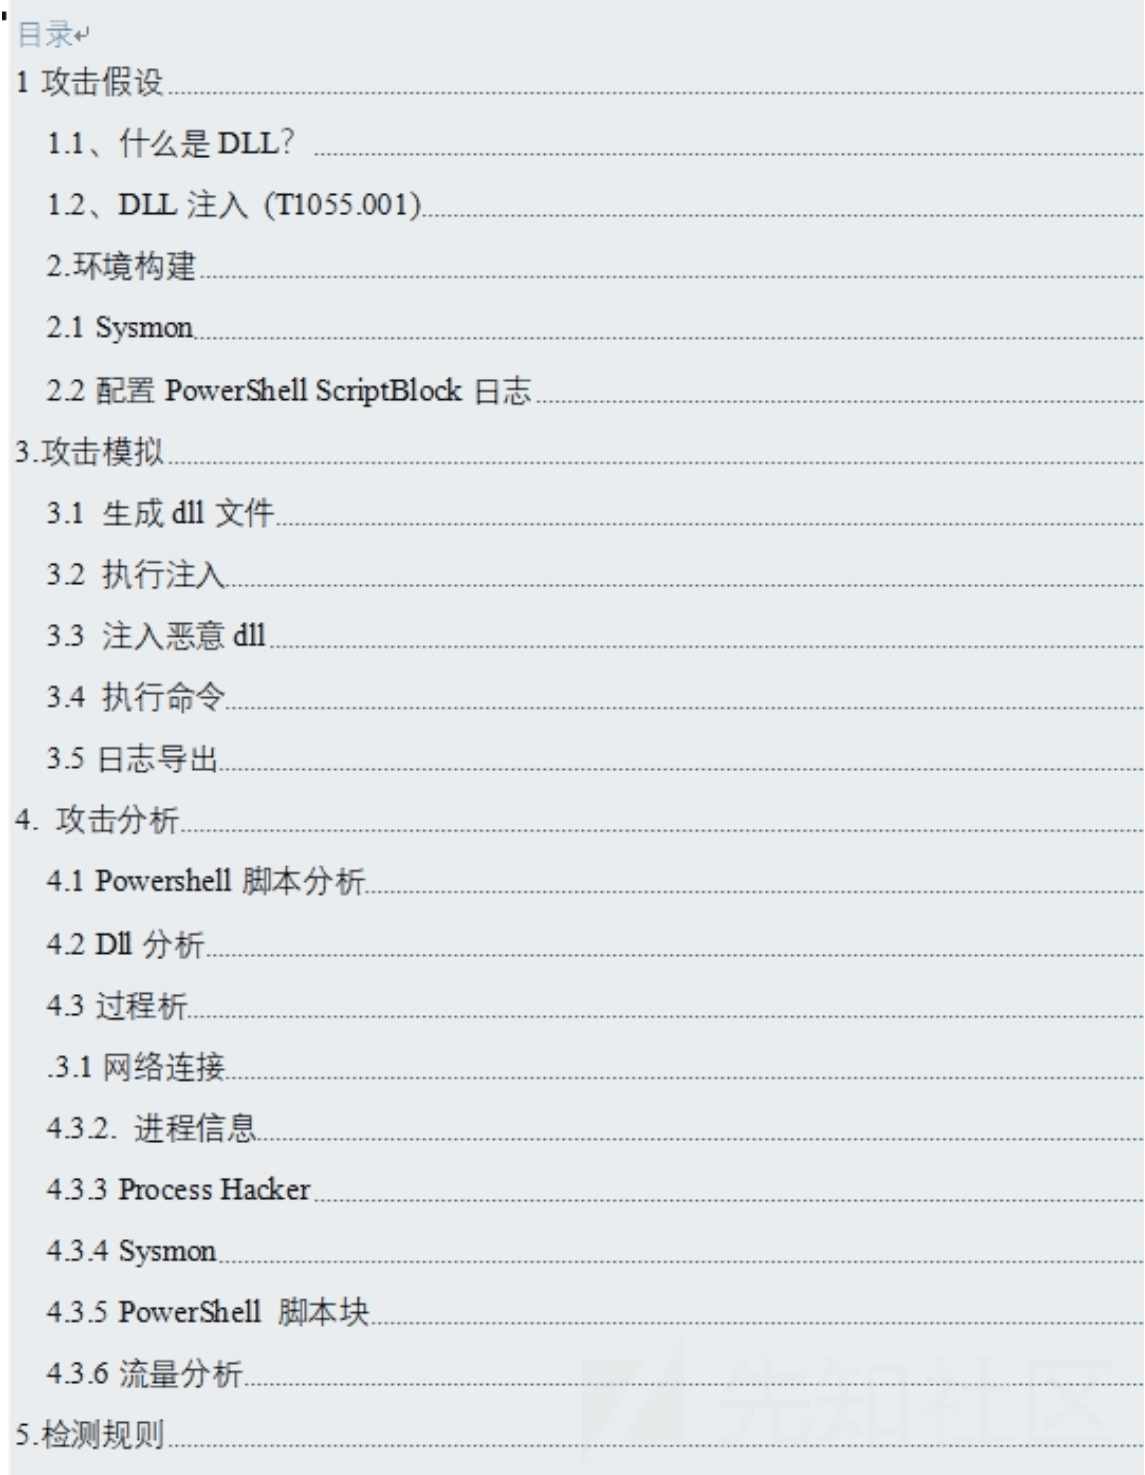 目录
1 攻击假设
1.1、什么是 DLL？
1.2、DLL 注入 (T1055.001)
2.环境构建
2.1 Sysmon
2.2 配置 PowerShell ScriptBlock 日志
3.攻击模拟
3.1 生成 dll 文件
3.2 执行注入
3.3 注入恶意 dll
3.4 执行命令
3.5 日志导出
4. 攻击分析
4.1 Powershell 脚本分析
4.2 Dll 分析
4.3 过程析
.3.1 网络连接
4.3.2. 进程信息
4.3.3 Process Hacker
4.3.4 Sysmon
4.3.5 PowerShell 脚本块
4.3.6 流量分析
5.检测规则
先知社区